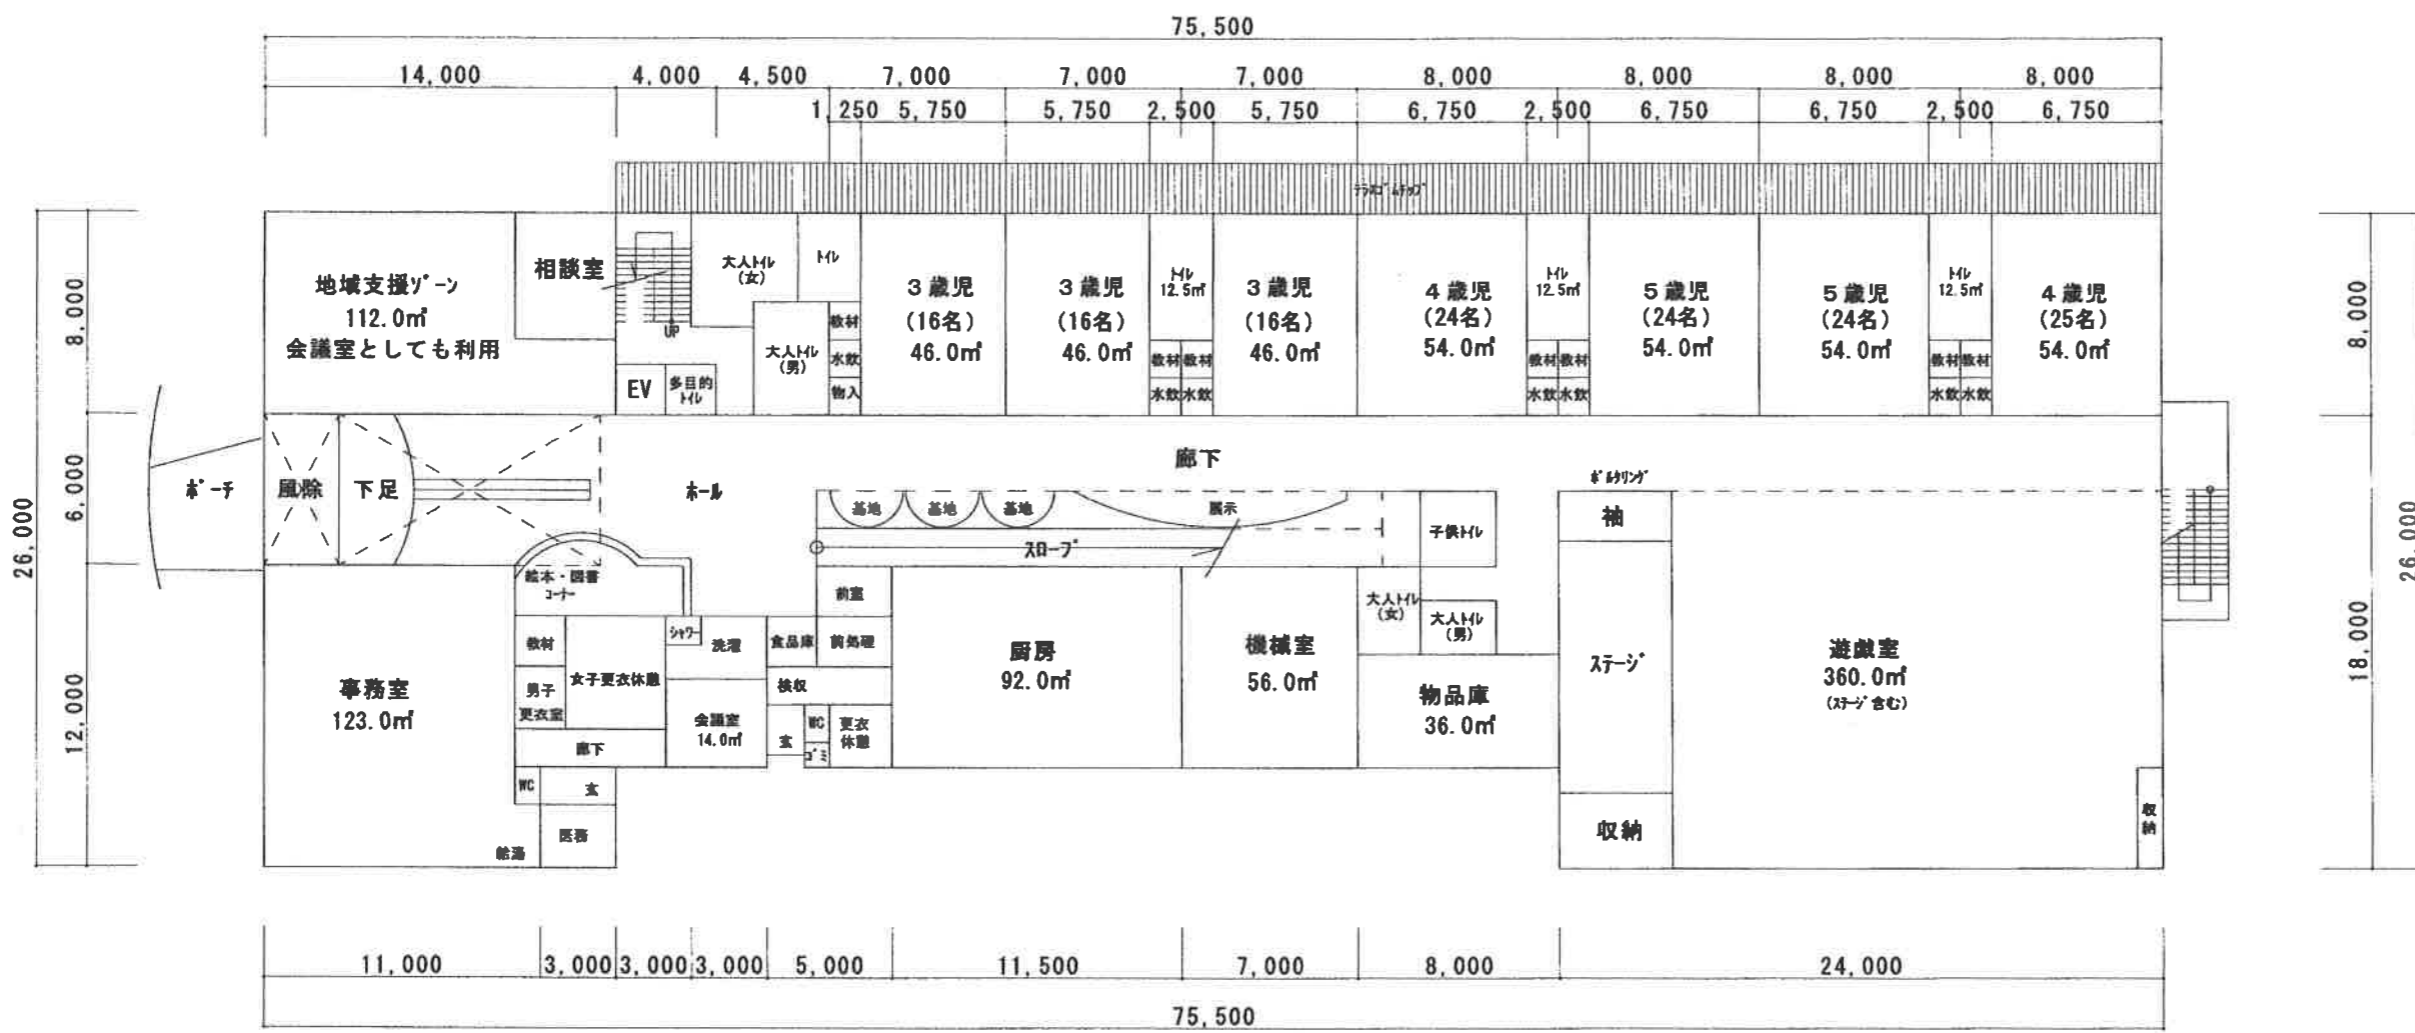 75,500
14,000 4,000 4,500 7,000 7,000 7,000 8,000 8,000 8,000 8,000
1,250 5,750 5,750 2,500 5,750 6,750 2,500 6,750 6,750 2,500 6,750
26,000
8,000
6,000
12,000
地域支援ｿﾞｰﾝ
112.0㎡
会議室としても利用
相談室
UP
大人ﾄｲﾚ
(女)
ﾄｲﾚ
EV
多目的
ﾄｲﾚ
大人ﾄｲﾚ
(男)
教材
水飲
物入
3歳児
(16名)
46.0㎡
3歳児
(16名)
46.0㎡
ﾄｲﾚ
12.5㎡
教材 教材
水飲 水飲
3歳児
(16名)
46.0㎡
4歳児
(24名)
54.0㎡
ﾄｲﾚ
12.5㎡
教材 教材
水飲 水飲
5歳児
(24名)
54.0㎡
5歳児
(24名)
54.0㎡
ﾄｲﾚ
12.5㎡
教材 教材
水飲 水飲
4歳児
(25名)
54.0㎡
8,000
18,000
26,000
ﾎﾟｰﾁ
風除
下足
ﾎｰﾙ
廊下
基地
基地
基地
展示
ｽﾛｰﾌﾟ
子供ﾄｲﾚ
ﾎﾞﾙﾀﾘﾝｸﾞ
袖
絵本・図書
ｺｰﾅｰ
事務室
123.0㎡
教材
男子
更衣室
女子更衣休憩
廊下
ｼｬﾜｰ
洗濯
会議室
14.0㎡
WC
玄
医務
給湯
前室
食品庫
前処理
検収
玄
WC
ｺﾞﾐ
更衣
休憩
厨房
92.0㎡
機械室
56.0㎡
大人ﾄｲﾚ
(女)
大人ﾄｲﾚ
(男)
物品庫
36.0㎡
ｽﾃｰｼﾞ
収納
遊戯室
360.0㎡
(ｽﾃｰｼﾞ含む)
収納
11,000 3,000 3,000 3,000 5,000 11,500 7,000 8,000 24,000
75,500